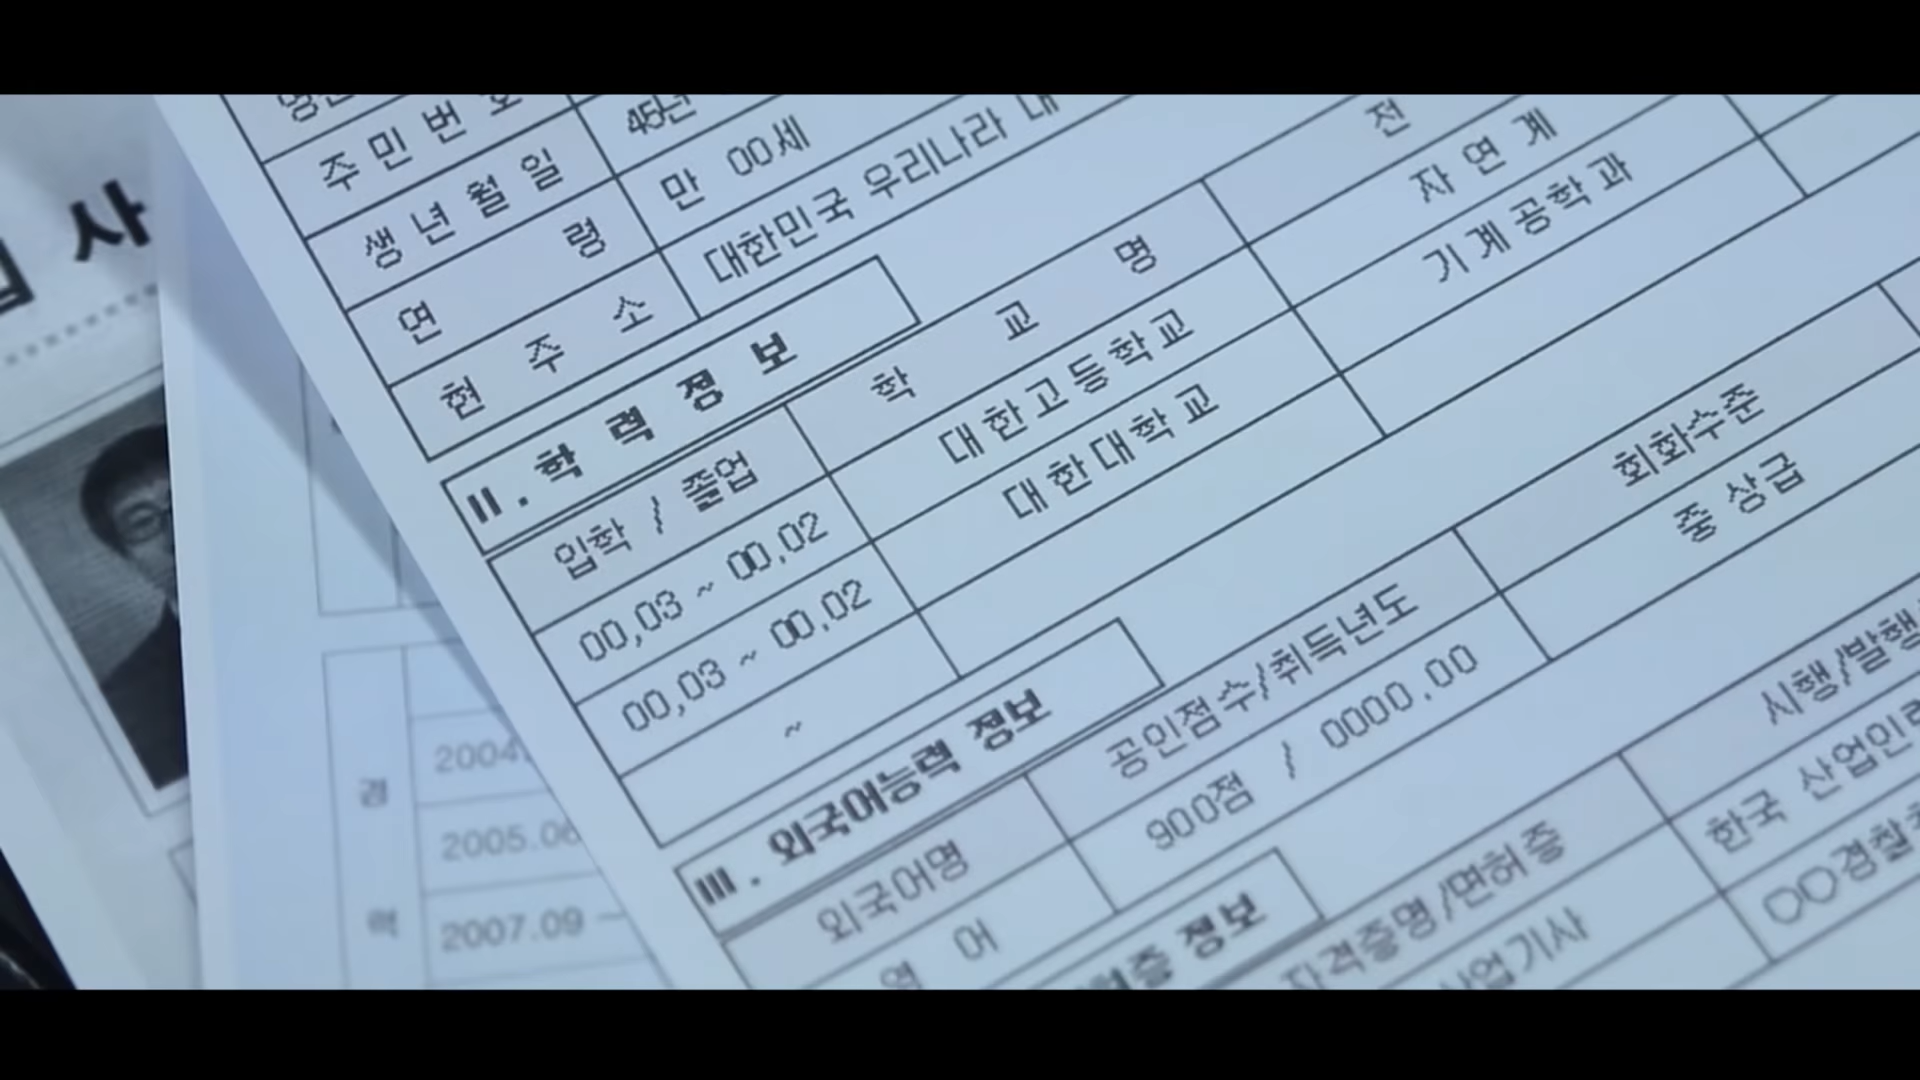 사
주 민 번 호
45년
생 년 월 일
만 00세
연 령
대한민국 우리나라 내
현 주 소
II . 학 력 정 보
입학 / 졸업
학 교 명
전
00,03 ~ 00,02
대한고등학교
자 연 계
00,03 ~ 00,02
대한대학교
기계공학과
~
III . 외국어능력 정보
외국어명
공인점수/취득년도
회화수준
영 어
900점 / 0000.00
중 상급
정보
자격증명/면허증
시행/발행
기사
한국 산업인력
○○경찰
경
력
2004.
2005.06
2007.09 ~